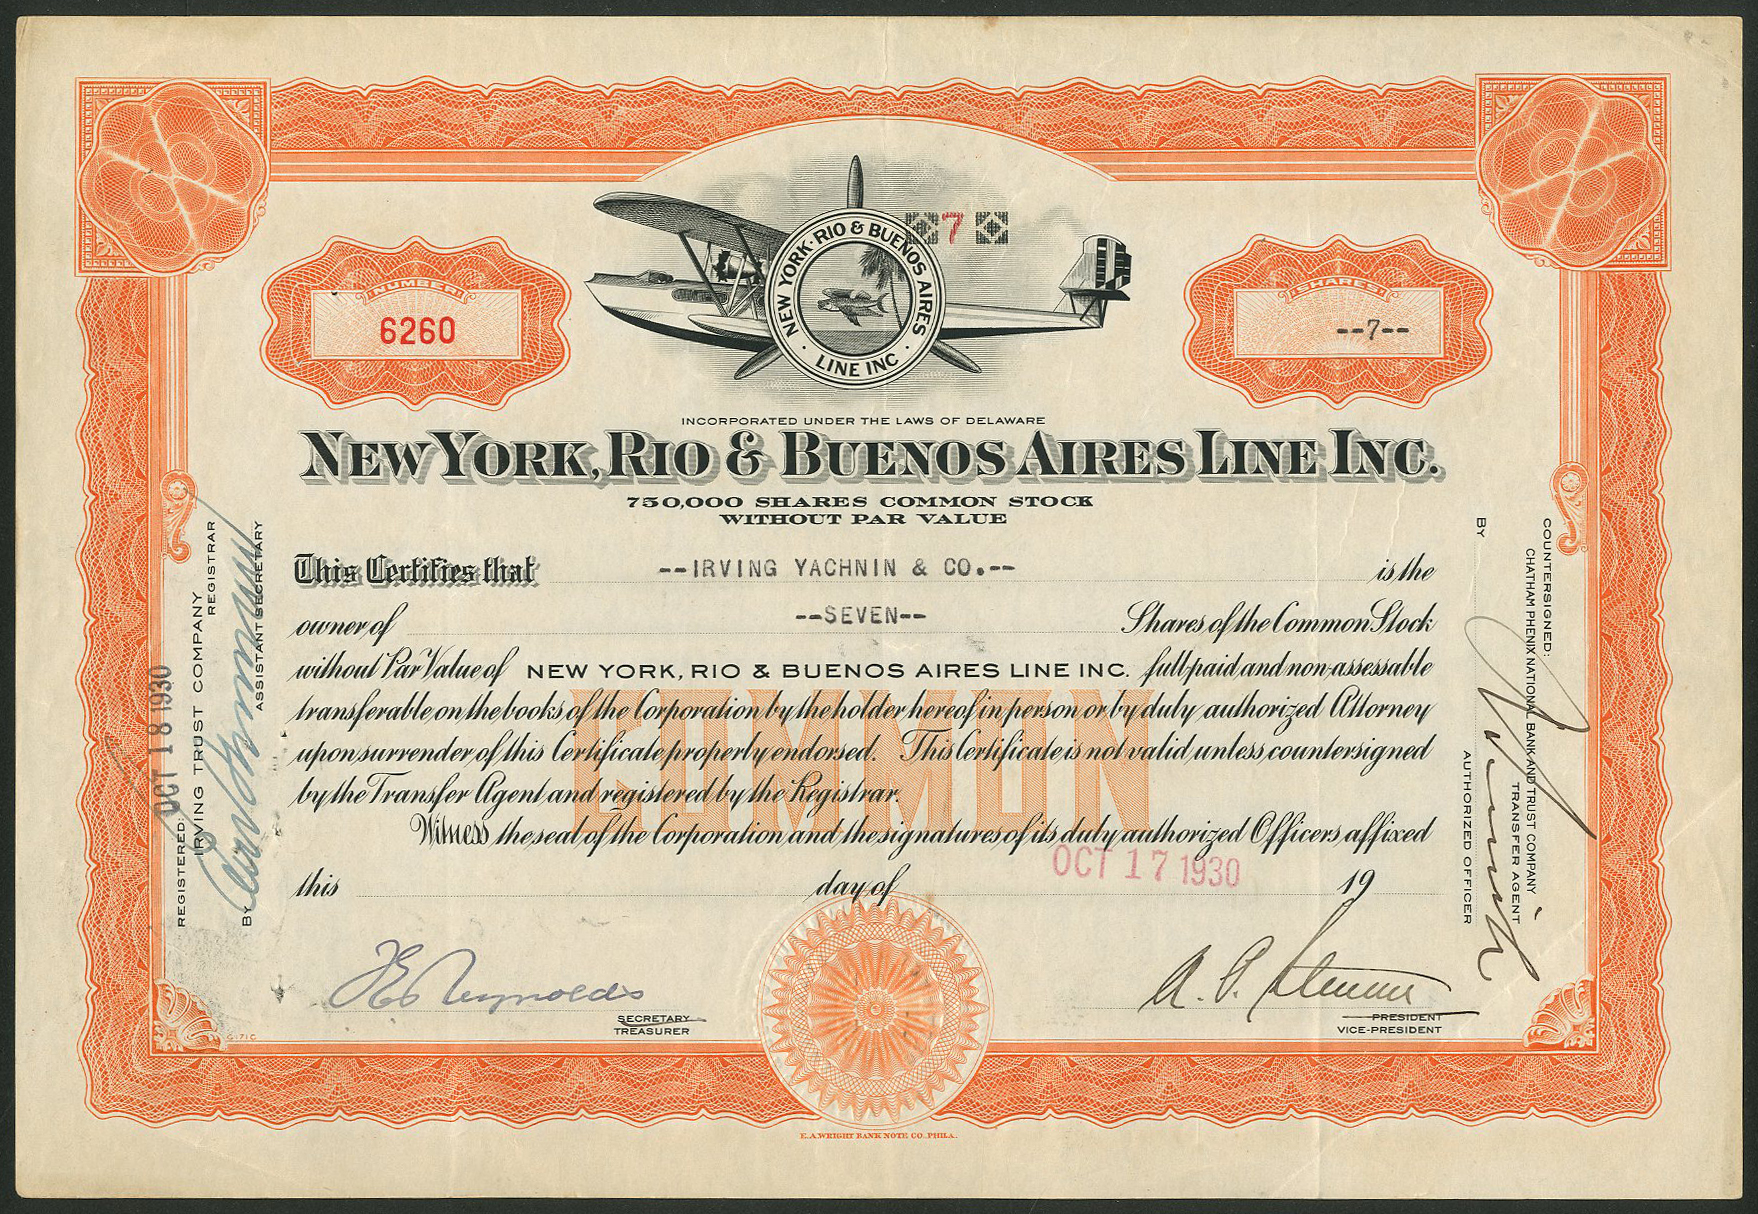 NEW YORK · RIO & BUENOS AIRES
· LINE INC ·
7
NUMBER
6260
SHARES
--7--
INCORPORATED UNDER THE LAWS OF DELAWARE
NEW YORK, RIO & BUENOS AIRES LINE INC.
750,000 SHARES COMMON STOCK
WITHOUT PAR VALUE
This Certifies that --IRVING YACHNIN & CO.-- is the
owner of --SEVEN-- Shares of the Common Stock
without Par Value of NEW YORK, RIO & BUENOS AIRES LINE INC. full-paid and non-assessable
transferable on the books of the Corporation by the holder hereof in person or by duly authorized Attorney
upon surrender of this Certificate properly endorsed. This Certificate is not valid unless countersigned
by the Transfer Agent and registered by the Registrar.
Witness the seal of the Corporation and the signatures of its duly authorized Officers affixed
this day of OCT 17 1930 19
COMMON
Reynolds
SECRETARY
TREASURER
PRESIDENT
VICE-PRESIDENT
G-71C
E. A. WRIGHT BANK NOTE CO. PHILA.
OCT 18 1930
REGISTERED:
IRVING TRUST COMPANY
REGISTRAR
BY
ASSISTANT SECRETARY
COUNTERSIGNED:
CHATHAM PHENIX NATIONAL BANK AND TRUST COMPANY
TRANSFER AGENT
BY
AUTHORIZED OFFICER